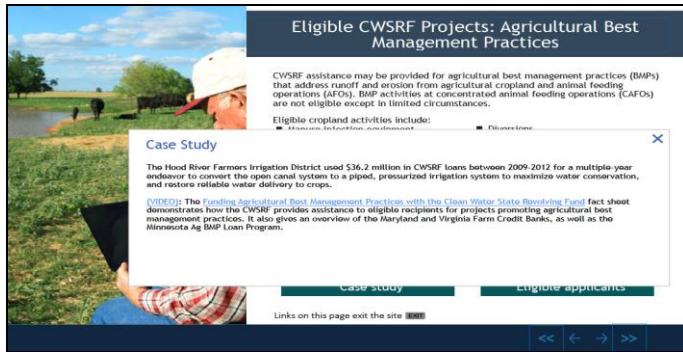 Eligible CWSRF Projects: Agricultural Best
Management Practices
CWSRF assistance may be provided for agricultural best management practices (BMPs)
that address runoff and erosion from agricultural cropland and animal feeding
operations (AFOs). BMP activities at concentrated animal feeding operations (CAFOs)
are not eligible except in limited circumstances.
Eligible cropland activities include:
■ Manure injection equipment
■ Diversions
Case Study
×
The Hood River Farmers Irrigation District used $36.2 million in CWSRF loans between 2009-2012 for a multiple-year
endeavor to convert the open canal system to a piped, pressurized irrigation system to maximize water conservation,
and restore reliable water delivery to crops.
(VIDEO): The Funding Agricultural Best Management Practices with the Clean Water State Revolving Fund fact sheet
demonstrates how the CWSRF provides assistance to eligible recipients for projects promoting agricultural best
management practices. It also gives an overview of the Maryland and Virginia Farm Credit Banks, as well as the
Minnesota Ag BMP Loan Program.
Case study
Eligible applicants
Links on this page exit the site EXIT
<< ← → >>